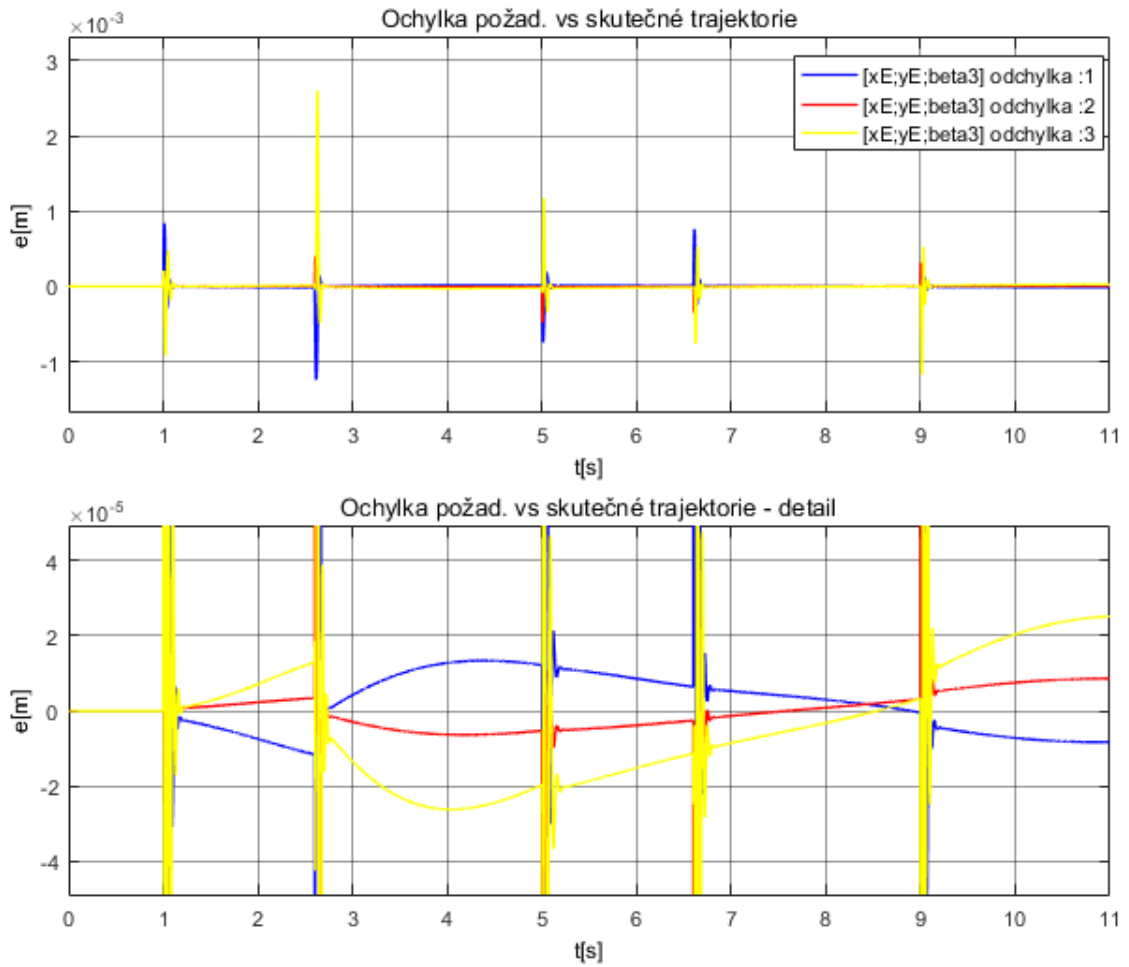 Ochylka požad. vs skutečné trajektorie
×10⁻³
3
2
1
0
-1
e[m]
[xE;yE;beta3] odchylka :1
[xE;yE;beta3] odchylka :2
[xE;yE;beta3] odchylka :3
0 1 2 3 4 5 6 7 8 9 10 11
t[s]
Ochylka požad. vs skutečné trajektorie - detail
×10⁻⁵
4
2
0
-2
-4
e[m]
0 1 2 3 4 5 6 7 8 9 10 11
t[s]